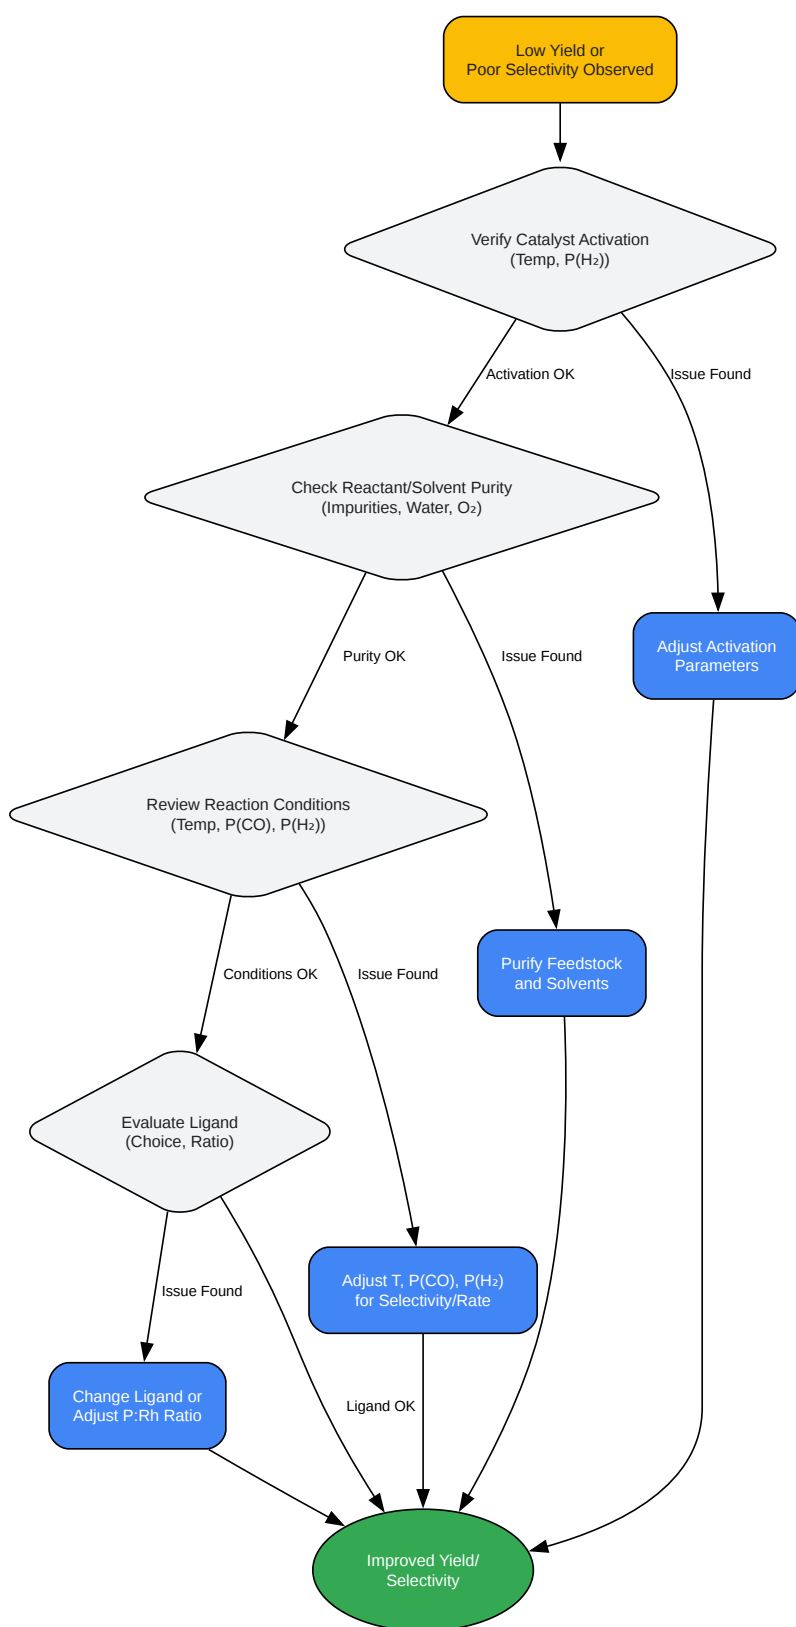 Low Yield or
Poor Selectivity Observed
Verify Catalyst Activation
(Temp, P(H₂))
Activation OK
Issue Found
Check Reactant/Solvent Purity
(Impurities, Water, O₂)
Purity OK
Issue Found
Adjust Activation
Parameters
Review Reaction Conditions
(Temp, P(CO), P(H₂))
Conditions OK
Issue Found
Purify Feedstock
and Solvents
Evaluate Ligand
(Choice, Ratio)
Issue Found
Adjust T, P(CO), P(H₂)
for Selectivity/Rate
Change Ligand or
Adjust P:Rh Ratio
Ligand OK
Improved Yield/
Selectivity